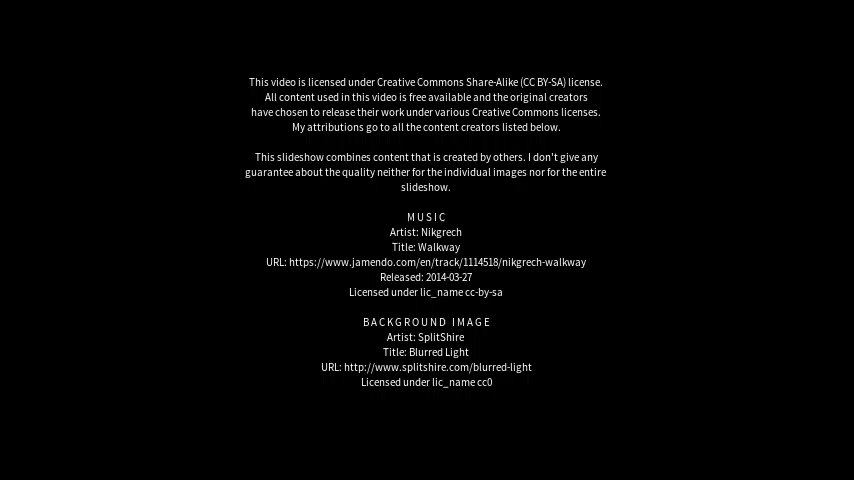 This video is licensed under Creative Commons Share-Alike (CC BY-SA) license.
All content used in this video is free available and the original creators
have chosen to release their work under various Creative Commons licenses.
My attributions go to all the content creators listed below.
This slideshow combines content that is created by others. I don't give any
guarantee about the quality neither for the individual images nor for the entire
slideshow.
MUSIC
Artist: Nikgrech
Title: Walkway
URL: https://www.jamendo.com/en/track/1114518/nikgrech-walkway
Released: 2014-03-27
Licensed under lic_name cc-by-sa
BACKGROUND IMAGE
Artist: SplitShire
Title: Blurred Light
URL: http://www.splitshire.com/blurred-light
Licensed under lic_name cc0